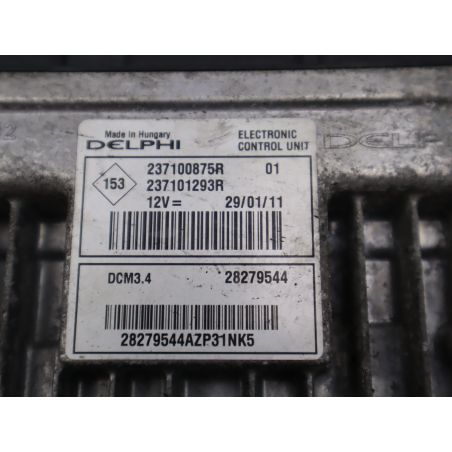 Made in Hungary
DELPHI
ELECTRONIC
CONTROL UNIT
153
237100875R 01
237101293R
12V= 29/01/11
DCM3.4 28279544
28279544AZP31NK5